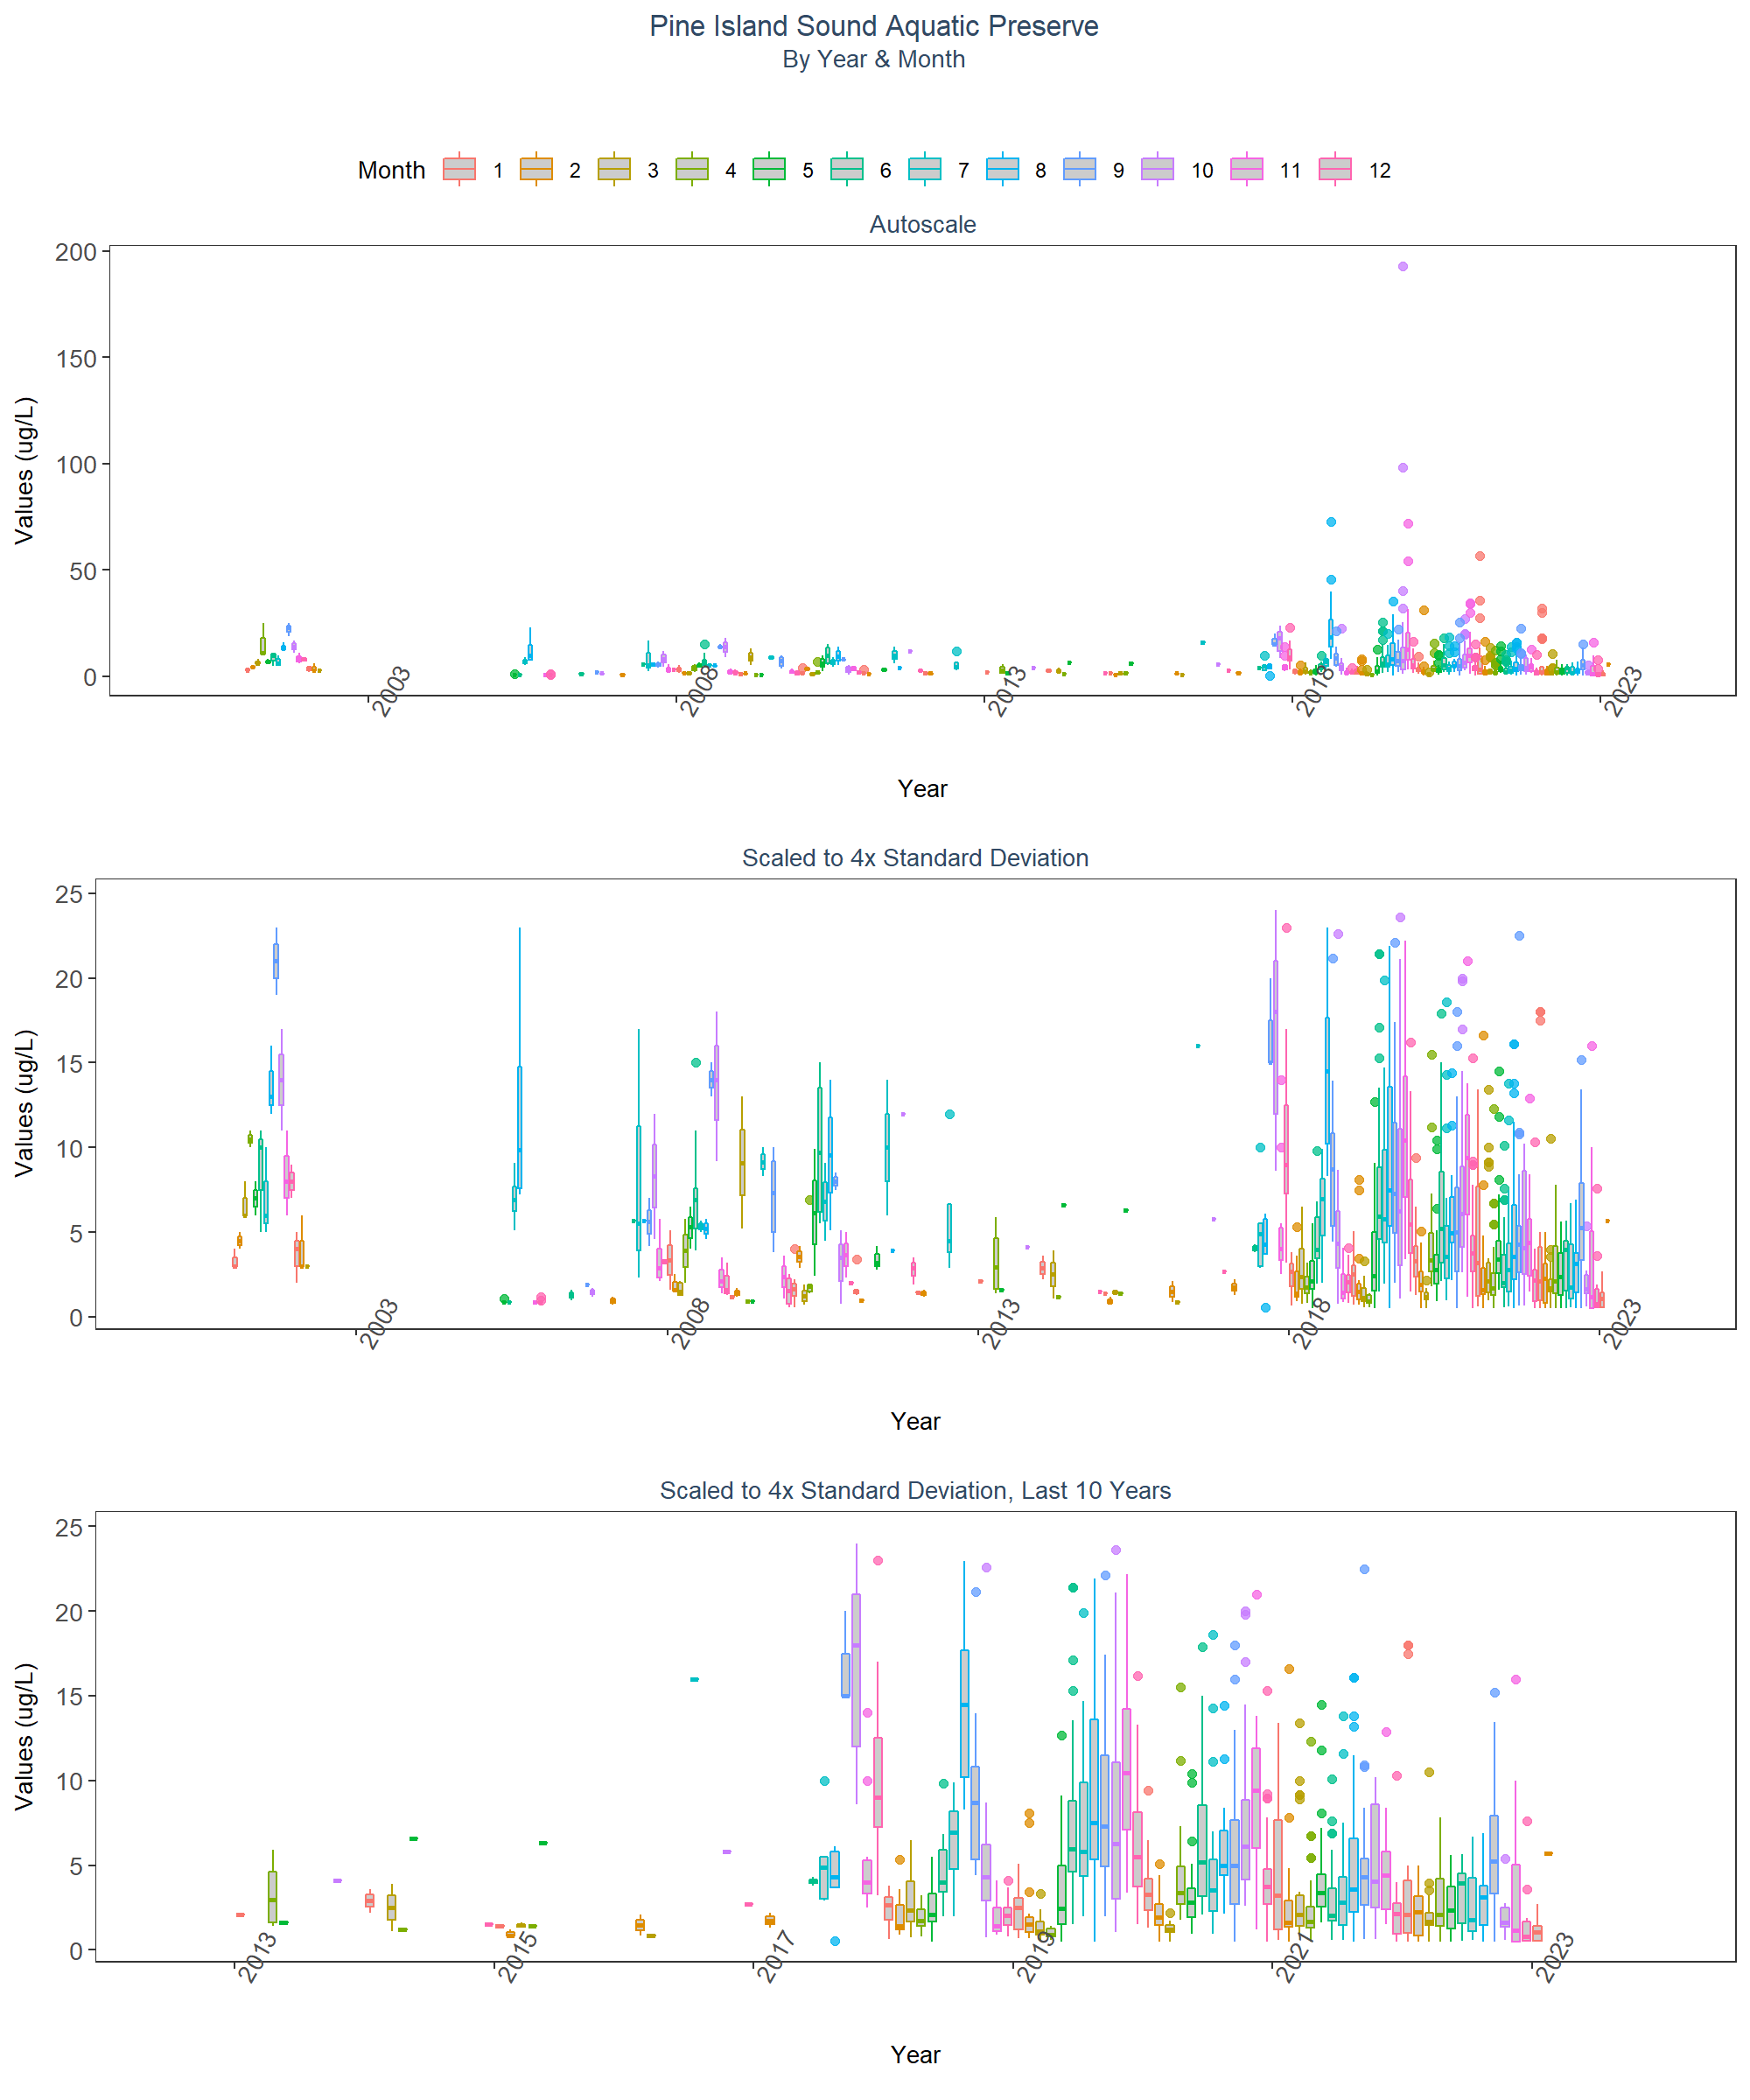 Pine Island Sound Aquatic Preserve
By Year & Month
Month 1 2 3 4 5 6 7 8 9 10 11 12
Autoscale
Values (ug/L)
200
150
100
50
0
2003 2008 2013 2018 2023
Year
Scaled to 4x Standard Deviation
Values (ug/L)
25
20
15
10
5
0
2003 2008 2013 2018 2023
Year
Scaled to 4x Standard Deviation, Last 10 Years
Values (ug/L)
25
20
15
10
5
0
2013 2015 2017 2019 2021 2023
Year